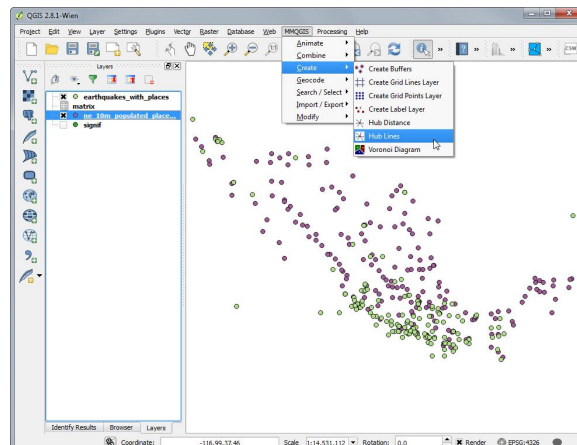 QGIS 2.8.1-Wien
Project Edit View Layer Settings Plugins Vector Raster Database Web MMQGIS Processing Help
Layers
earthquakes_with_places
matrix
ne_10m_populated_place...
signif
Animate
Combine
Create
Geocode
Search / Select
Import / Export
Modify
Create Buffers
Create Grid Lines Layer
Create Grid Points Layer
Create Label Layer
Hub Distance
Hub Lines
Voronoi Diagram
CSW
Identify Results Browser Layers
Coordinate: -116.99,37.46 Scale 1:14,531,112 Rotation: 0.0 Render EPSG:4326